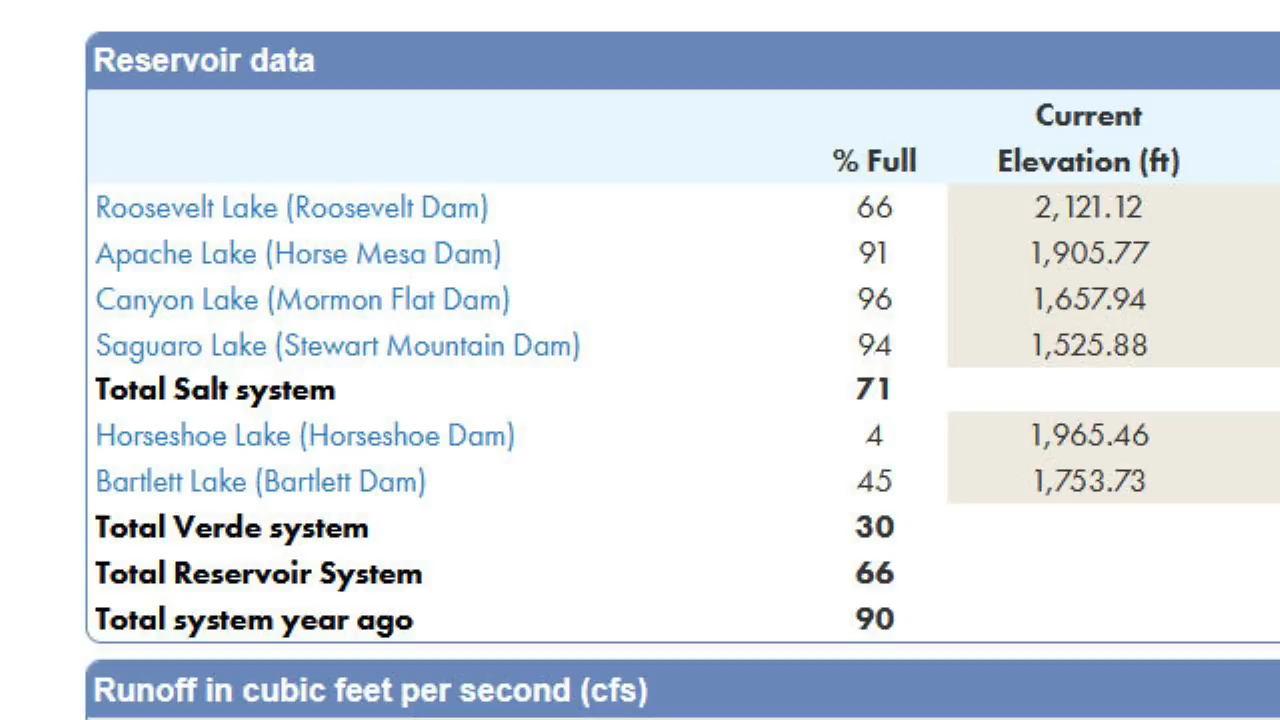 Reservoir data
Current
% Full Elevation (ft)
Roosevelt Lake (Roosevelt Dam) 66 2,121.12
Apache Lake (Horse Mesa Dam) 91 1,905.77
Canyon Lake (Mormon Flat Dam) 96 1,657.94
Saguaro Lake (Stewart Mountain Dam) 94 1,525.88
Total Salt system 71
Horseshoe Lake (Horseshoe Dam) 4 1,965.46
Bartlett Lake (Bartlett Dam) 45 1,753.73
Total Verde system 30
Total Reservoir System 66
Total system year ago 90
Runoff in cubic feet per second (cfs)